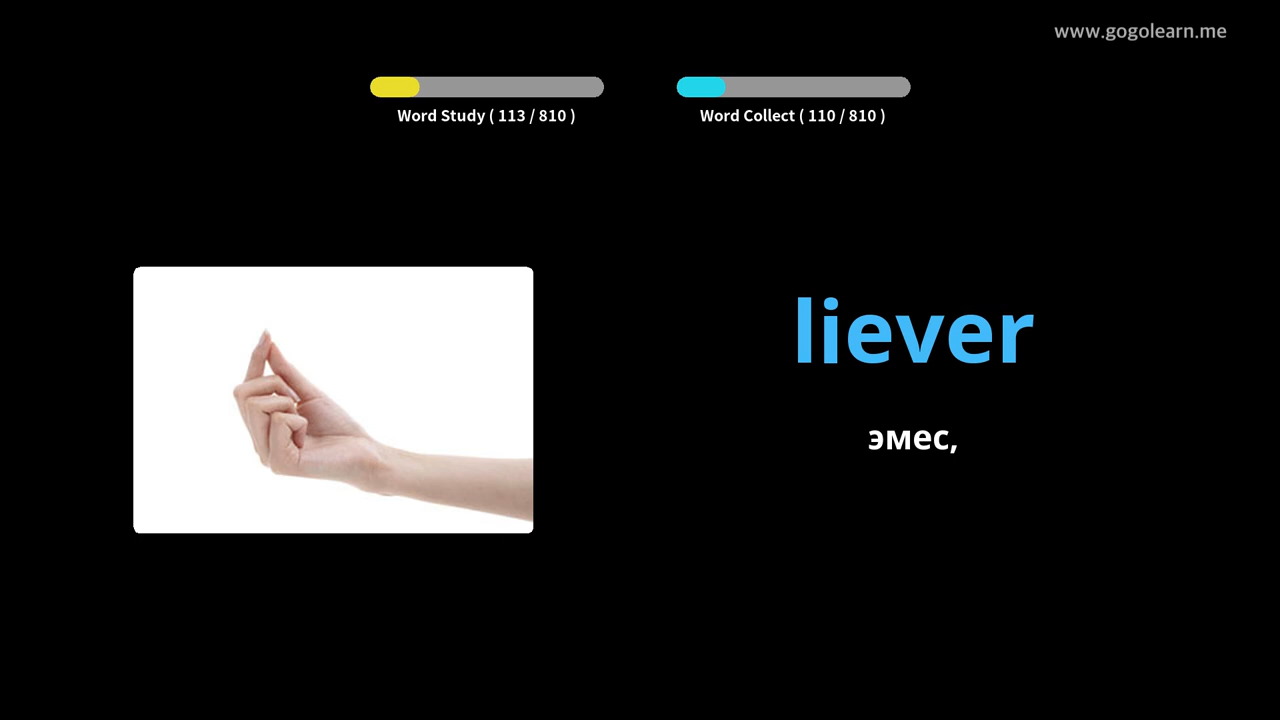 www.gogolearn.me
Word Study ( 113 / 810 )
Word Collect ( 110 / 810 )
liever
эмес,